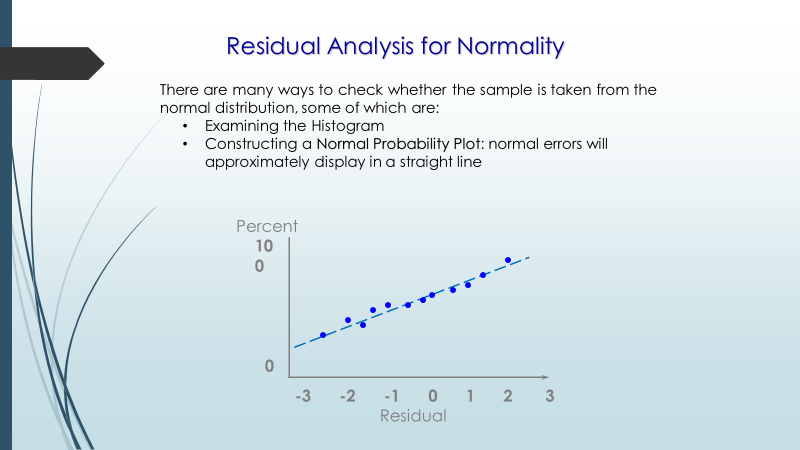 Residual Analysis for Normality
There are many ways to check whether the sample is taken from the
normal distribution, some of which are:
• Examining the Histogram
• Constructing a Normal Probability Plot: normal errors will
approximately display in a straight line
Percent
10
0
0
-3 -2 -1 0 1 2 3
Residual